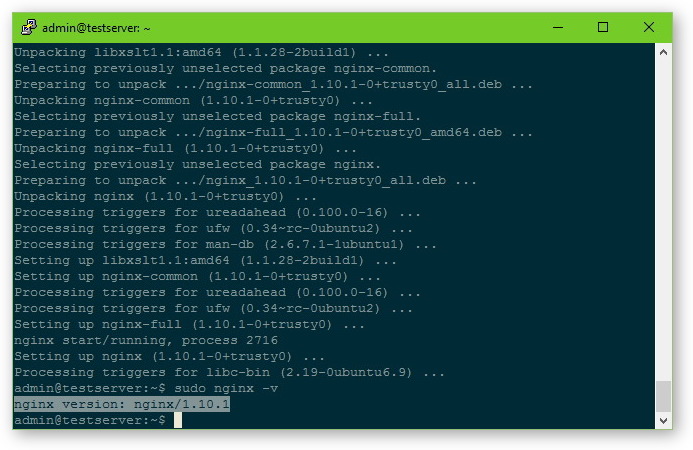 admin@testserver: ~
Unpacking libxslt1.1:amd64 (1.1.28-2build1) ...
Selecting previously unselected package nginx-common.
Preparing to unpack .../nginx-common_1.10.1-0+trusty0_all.deb ...
Unpacking nginx-common (1.10.1-0+trusty0) ...
Selecting previously unselected package nginx-full.
Preparing to unpack .../nginx-full_1.10.1-0+trusty0_amd64.deb ...
Unpacking nginx-full (1.10.1-0+trusty0) ...
Selecting previously unselected package nginx.
Preparing to unpack .../nginx_1.10.1-0+trusty0_all.deb ...
Unpacking nginx (1.10.1-0+trusty0) ...
Processing triggers for ureadahead (0.100.0-16) ...
Processing triggers for ufw (0.34~rc-0ubuntu2) ...
Processing triggers for man-db (2.6.7.1-1ubuntu1) ...
Setting up libxslt1.1:amd64 (1.1.28-2build1) ...
Setting up nginx-common (1.10.1-0+trusty0) ...
Processing triggers for ureadahead (0.100.0-16) ...
Processing triggers for ufw (0.34~rc-0ubuntu2) ...
Setting up nginx-full (1.10.1-0+trusty0) ...
nginx start/running, process 2716
Setting up nginx (1.10.1-0+trusty0) ...
Processing triggers for libc-bin (2.19-0ubuntu6.9) ...
admin@testserver:~$ sudo nginx -v
nginx version: nginx/1.10.1
admin@testserver:~$